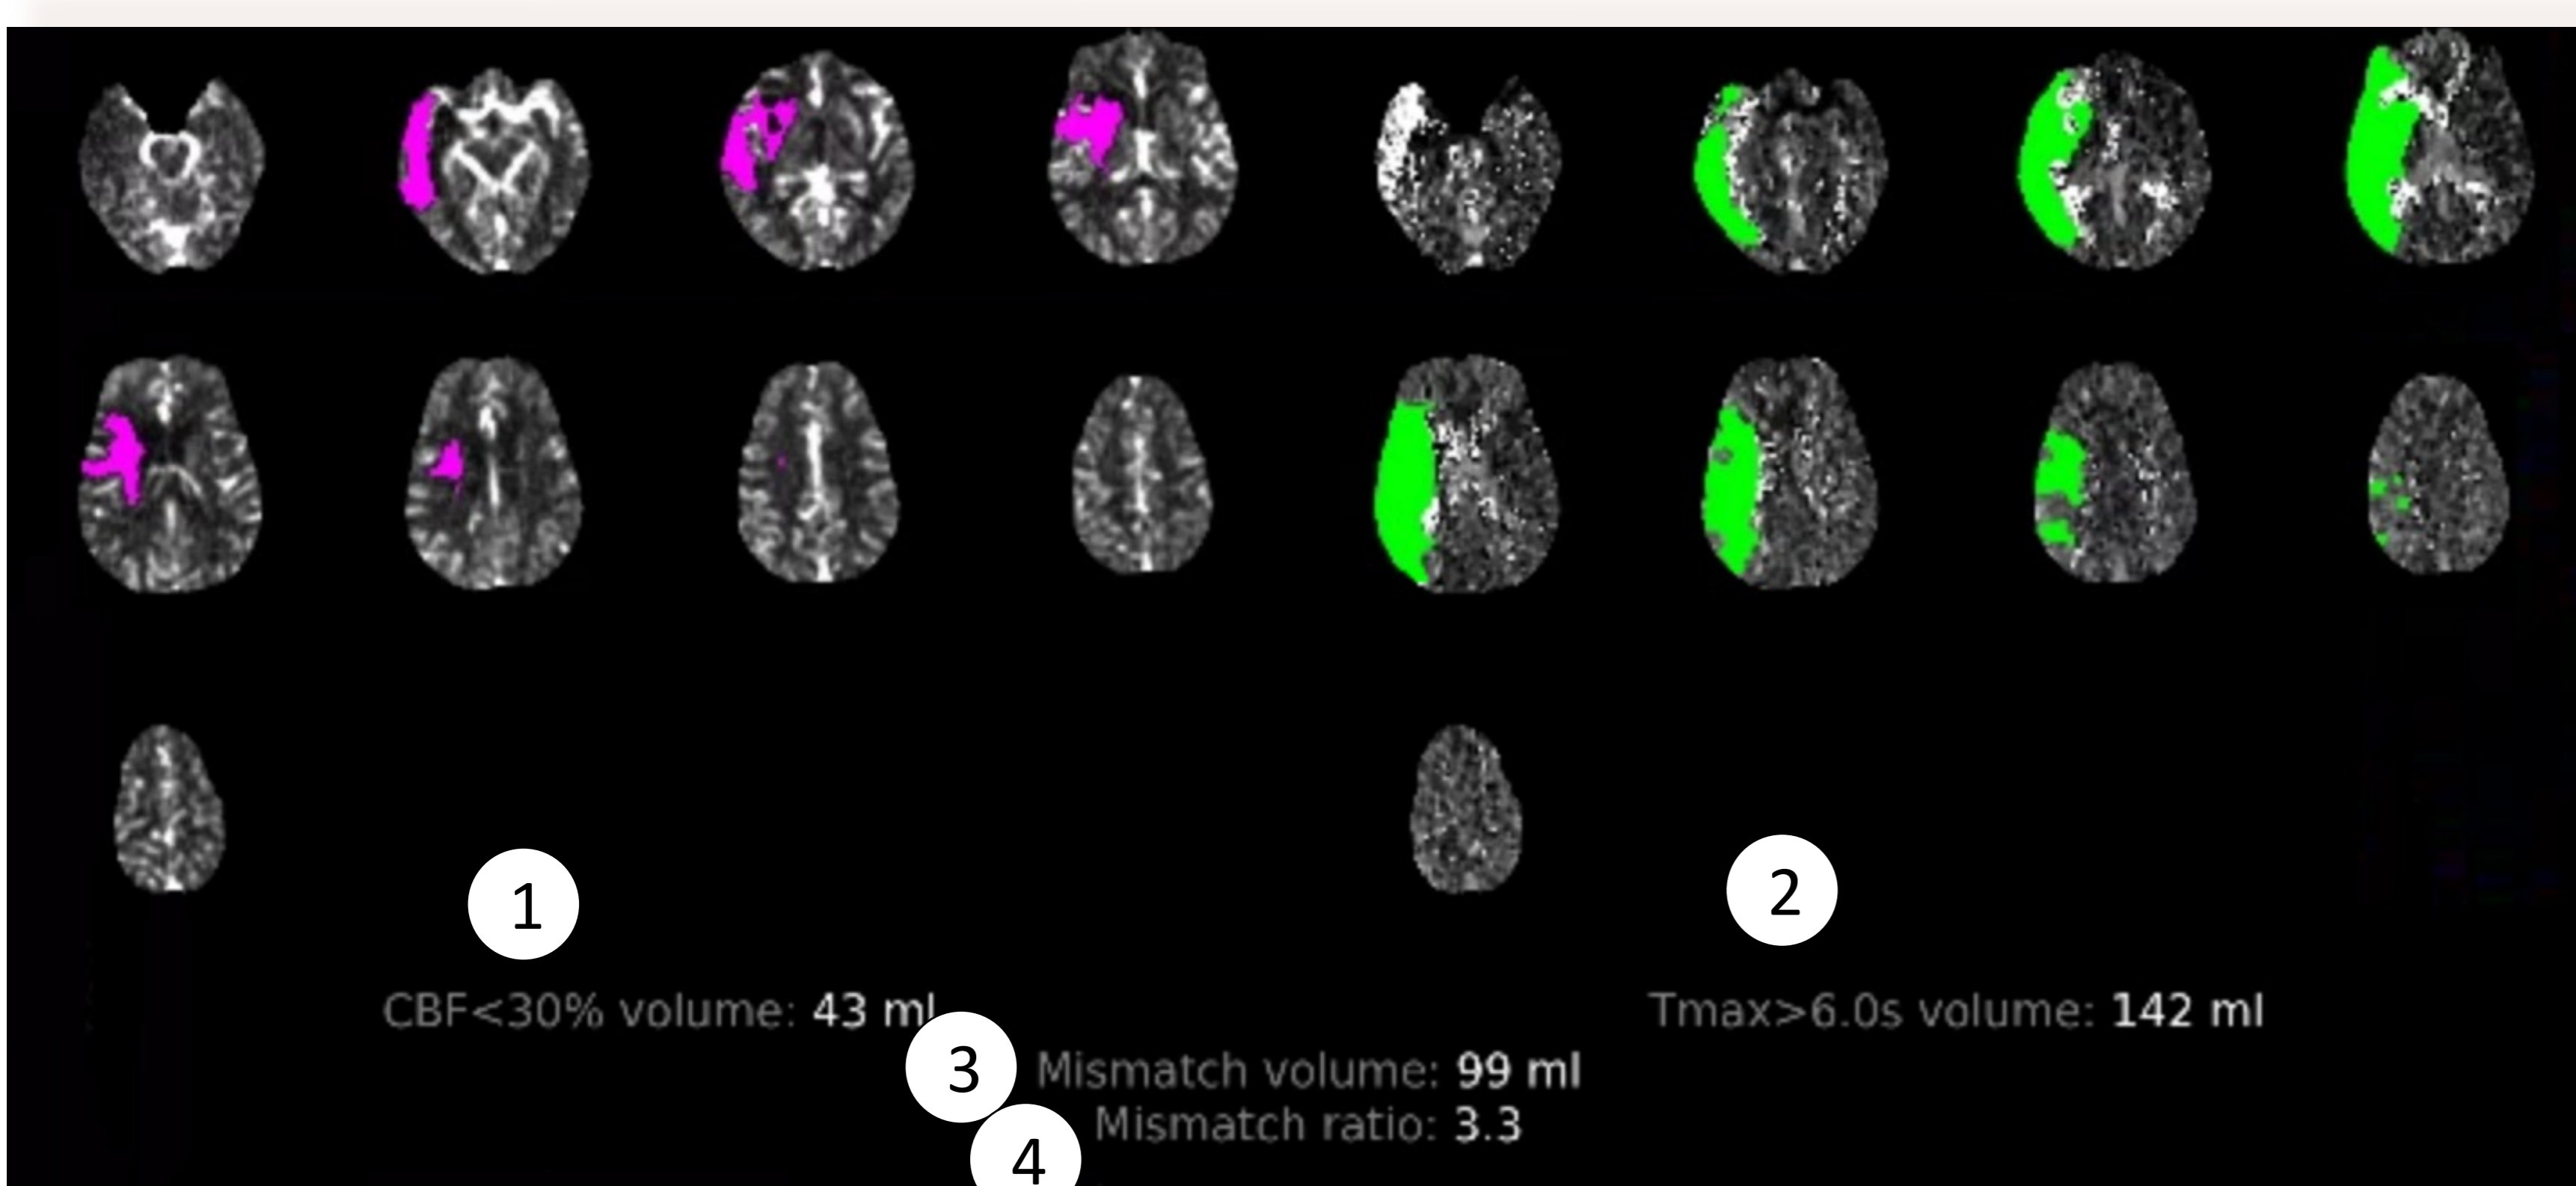 1
2
CBF<30% volume: 43 ml
Tmax>6.0s volume: 142 ml
3
Mismatch volume: 99 ml
Mismatch ratio: 3.3
4